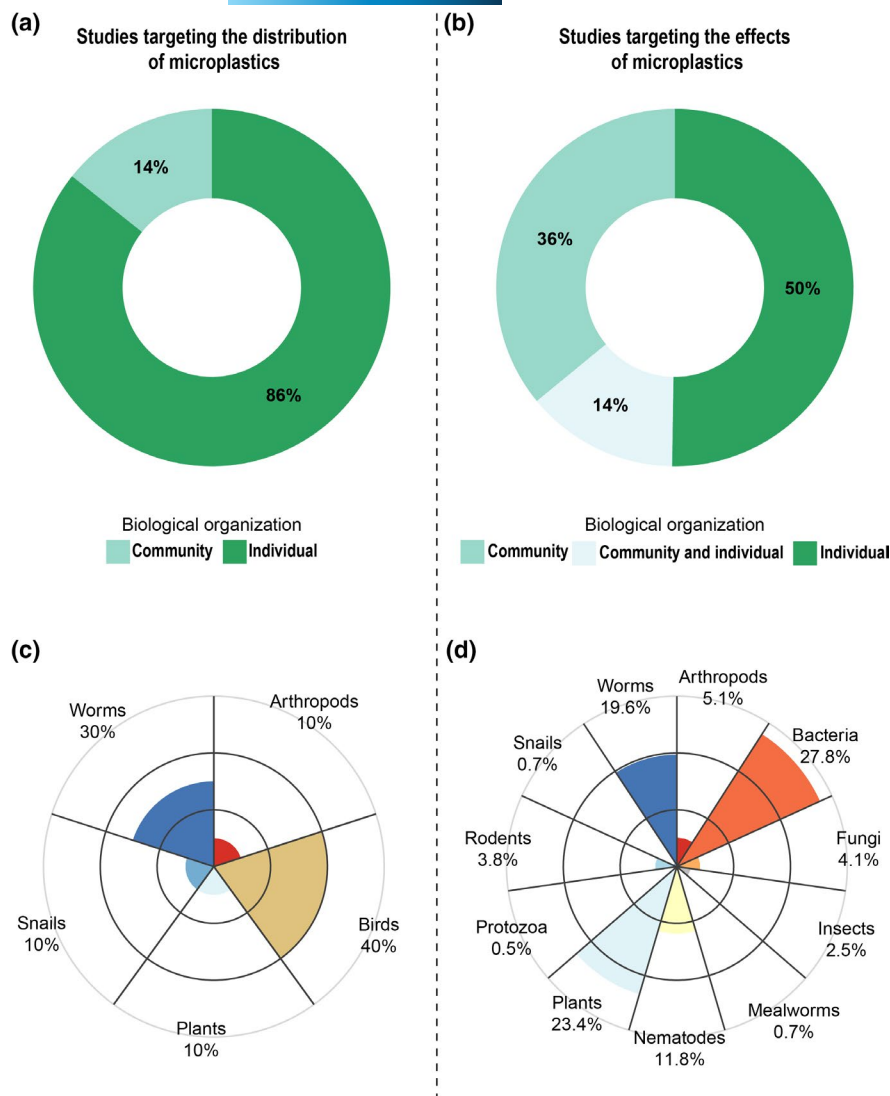 (a)
Studies targeting the distribution
of microplastics
14%
86%
Biological organization
Community
Individual
(b)
Studies targeting the effects
of microplastics
36%
50%
14%
Biological organization
Community
Community and individual
Individual
(c)
Worms
30%
Arthropods
10%
Birds
40%
Plants
10%
Snails
10%
(d)
Worms
19.6%
Arthropods
5.1%
Bacteria
27.8%
Fungi
4.1%
Insects
2.5%
Mealworms
0.7%
Nematodes
11.8%
Plants
23.4%
Protozoa
0.5%
Rodents
3.8%
Snails
0.7%